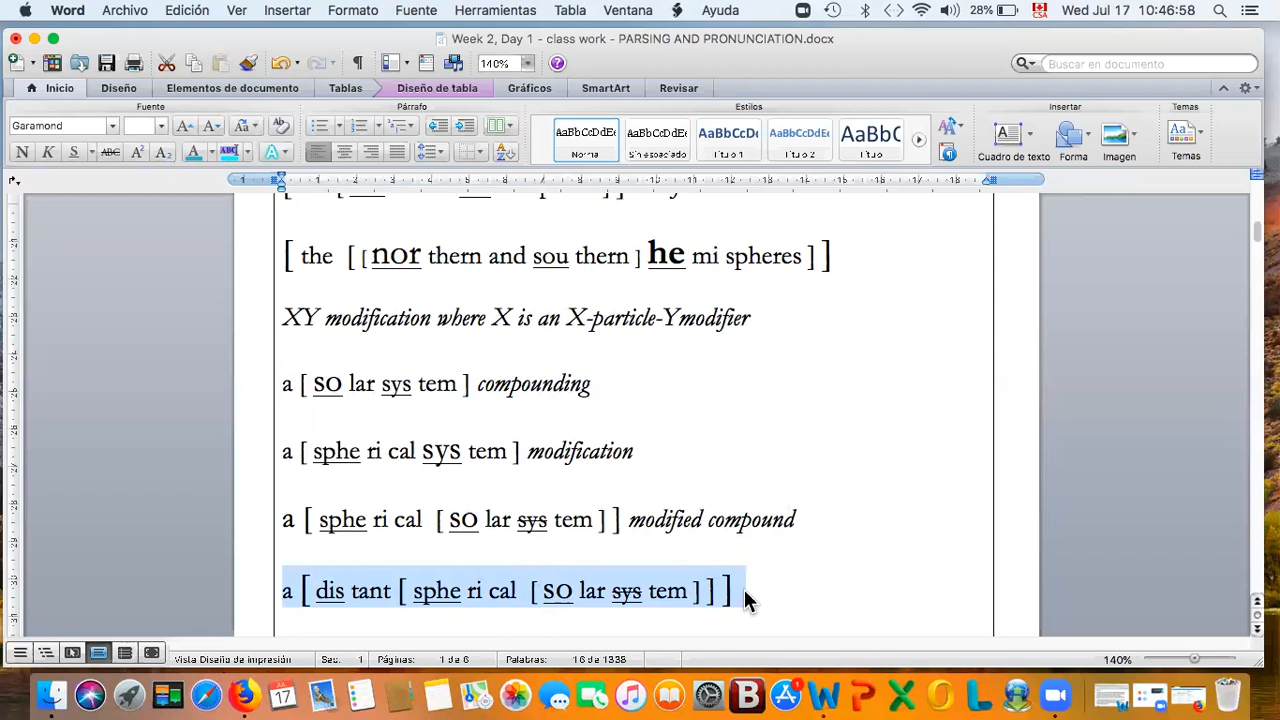 Word Archivo Edición Ver Insertar Formato Fuente Herramientas Tabla Ventana Ayuda 28% CSA Wed Jul 17 10:46:58
Week 2, Day 1 - class work - PARSING AND PRONUNCIATION.docx
140% Buscar en documento
Inicio Diseño Elementos de documento Tablas Diseño de tabla Gráficos SmartArt Revisar
Fuente Párrafo Estilos Insertar Temas
Garamond
AaBbCcDdEe AaBbCcDdEe AaBbCcDc AaBbCcDdEe AaBbC
Normal Sin espaciado Título 1 Título 2 Título Cuadro de texto Forma Imagen Temas
[ the [ [ nor thern and sou thern ] he mi spheres ] ]
XY modification where X is an X-particle-Ymodifier
a [ SO lar sys tem ] compounding
a [ sphe ri cal sys tem ] modification
a [ sphe ri cal [ SO lar sys tem ] ] modified compound
a [ dis tant [ sphe ri cal [ SO lar sys tem ] ] ]
Vista Diseño de impresión Sec. 1 Páginas: 1 de 6 Palabras: 16 de 1338 140%